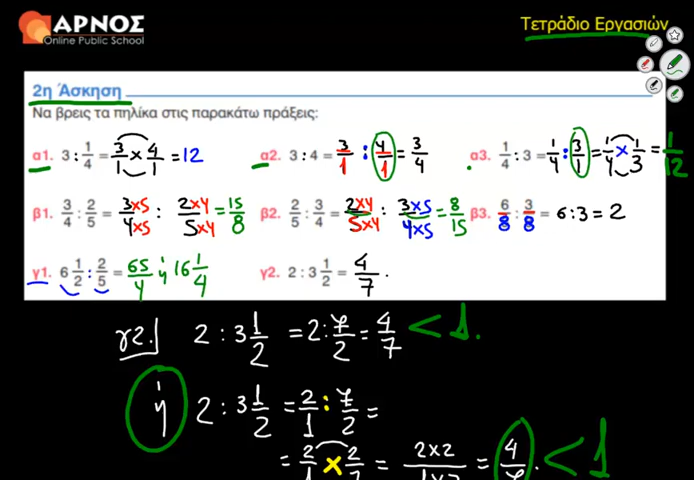 ΑΡΝΟΣ
Online Public School
Τετράδιο Εργασιών
2η Άσκηση
Να βρεις τα πηλίκα στις παρακάτω πράξεις:
α1. 3 : 1/4 = 3/1 × 4/1 = 12
α2. 3 : 4 = 3/1 : 4/1 = 3/4
α3. 1/4 : 3 = 1/4 : 3/1 = 1/4 × 1/3 = 1/12
β1. 3/4 : 2/5 = 3×5/4×5 : 2×4/5×4 = 15/8
β2. 2/5 : 3/4 = 2×4/5×4 : 3×5/4×5 = 8/15
β3. 6/8 : 3/8 = 6 : 3 = 2
γ1. 6 1/2 : 2/5 = 65/4 ή 16 1/4
γ2. 2 : 3 1/2 = 4/7.
γ2. 2 : 3 1/2 = 2 : 7/2 = 4/7 < 1.
ή 2 : 3 1/2 = 2/1 : 7/2 =
= 2/1 × 2/7 = 2×2/1×7 = 4/7. < 1